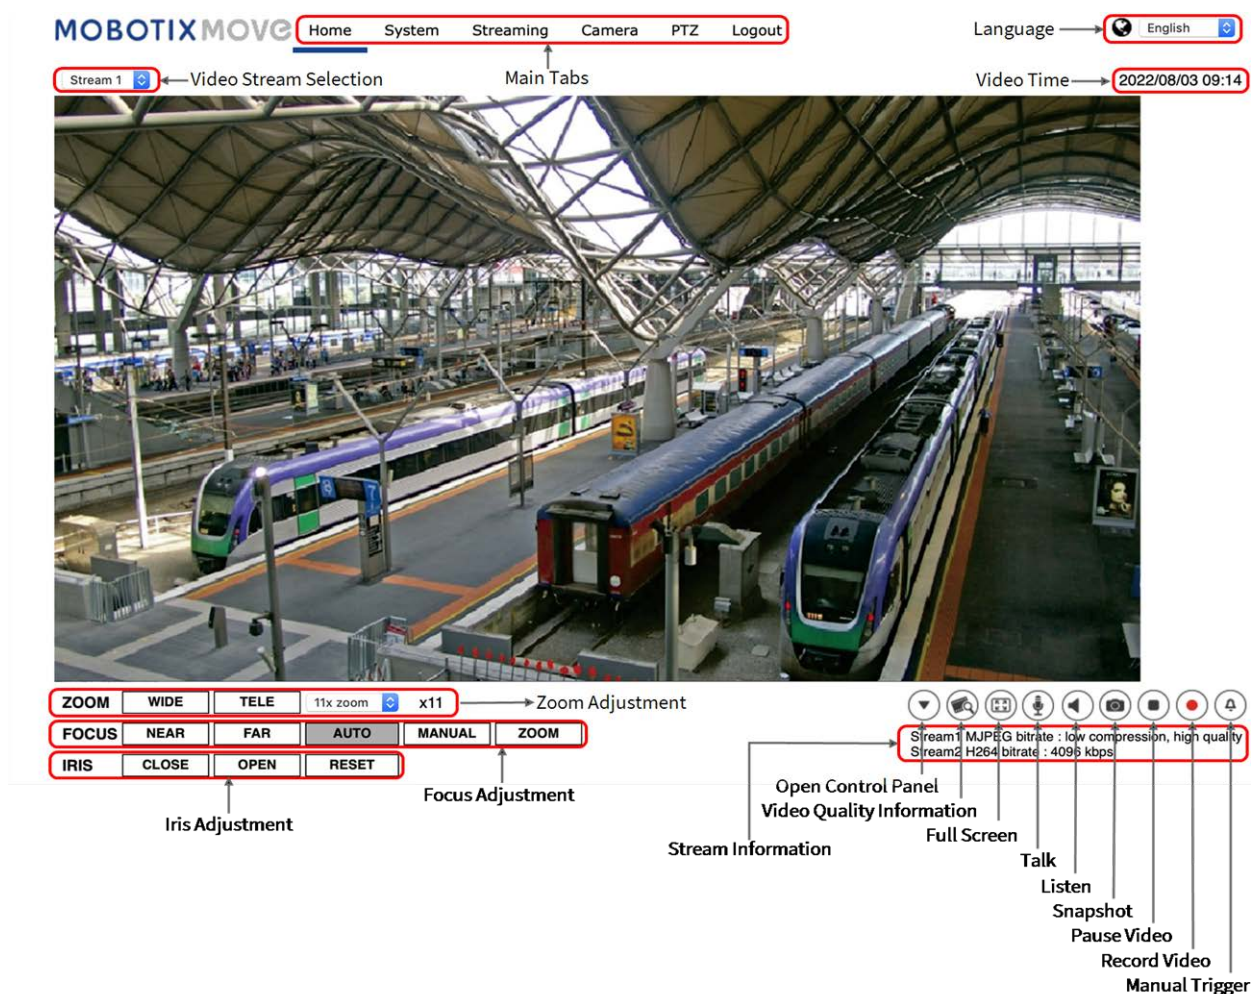 MOBOTIX MOVE Home System Streaming Camera PTZ Logout Language English
Stream 1 Video Stream Selection Main Tabs Video Time 2022/08/03 09:14
7
ZOOM WIDE TELE 11x zoom x11 Zoom Adjustment
FOCUS NEAR FAR AUTO MANUAL ZOOM
IRIS CLOSE OPEN RESET
Stream1 MJPEG bitrate : low compression, high quality
Stream2 H264 bitrate : 4096 kbps
Focus Adjustment
Iris Adjustment
Open Control Panel
Video Quality Information
Full Screen
Stream Information
Talk
Listen
Snapshot
Pause Video
Record Video
Manual Trigger